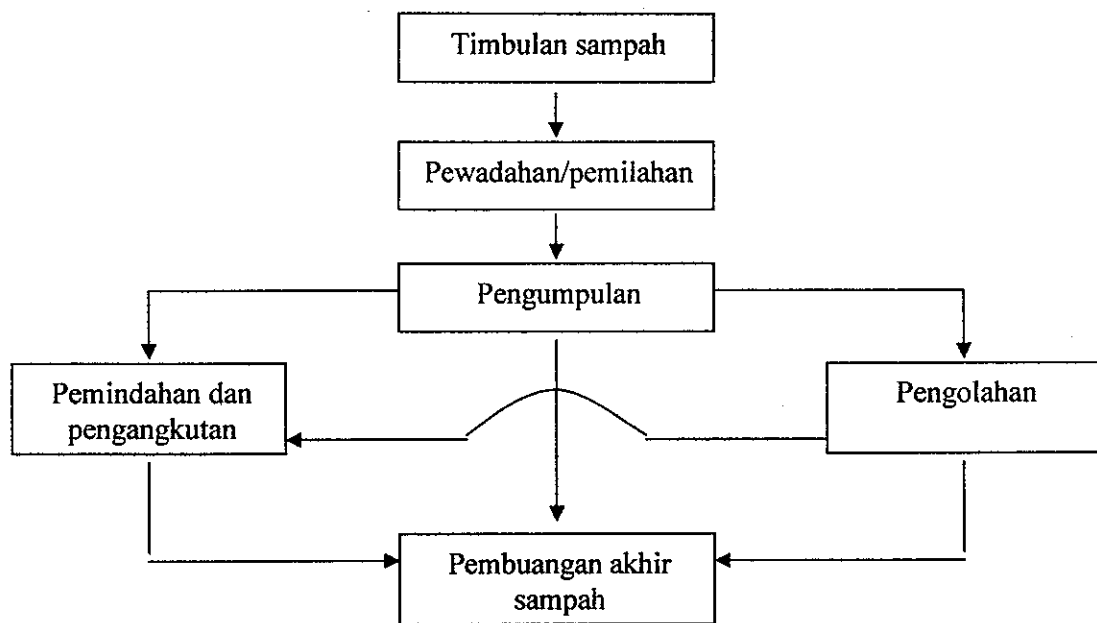 Timbulan sampah
Pewadahan/pemilahan
Pengumpulan
Pemindahan dan
pengangkutan
Pengolahan
Pembuangan akhir
sampah